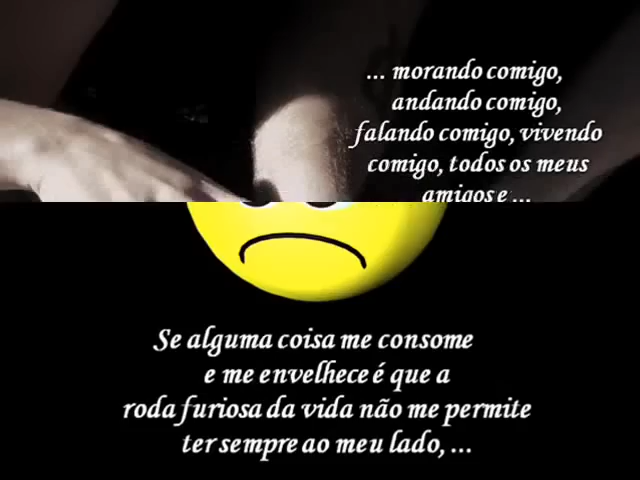 ... morando comigo,
andando comigo,
falando comigo, vivendo
comigo, todos os meus
amigos e ...
Se alguma coisa me consome
e me envelhece é que a
roda furiosa da vida não me permite
ter sempre ao meu lado, ...